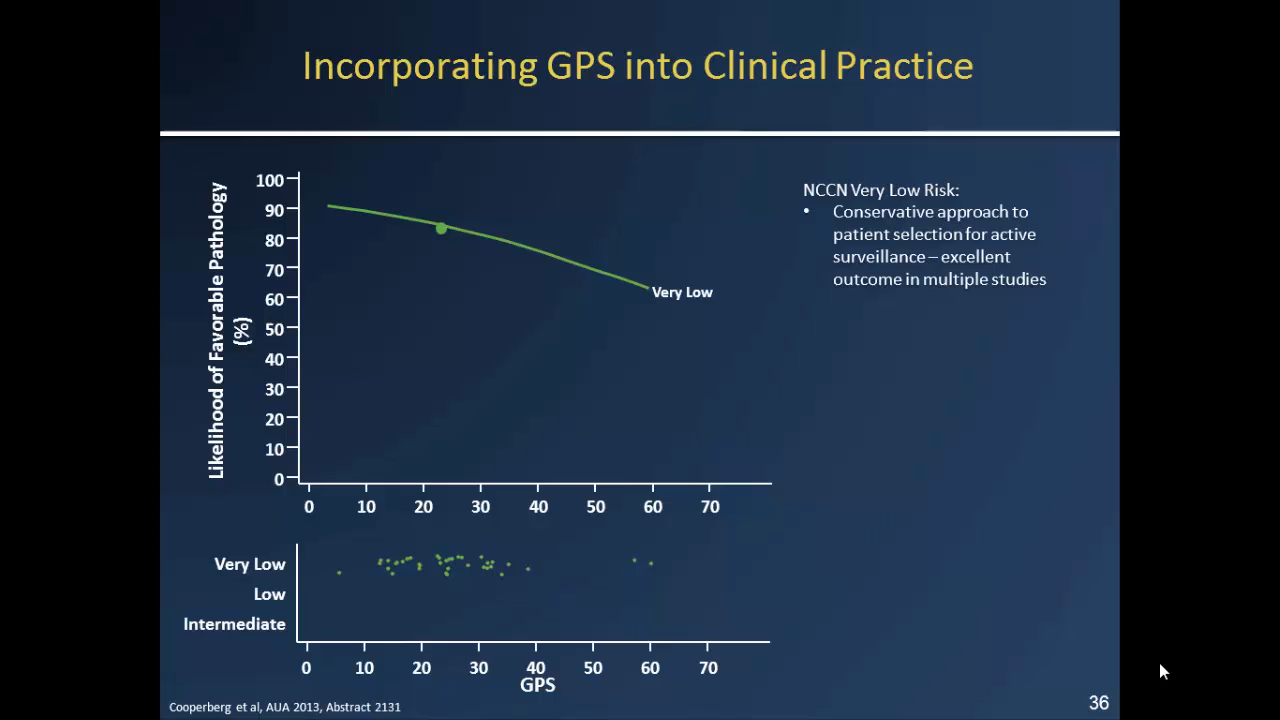 Incorporating GPS into Clinical Practice
Likelihood of Favorable Pathology
(%)
100
90
80
70
60
50
40
30
20
10
0
0 10 20 30 40 50 60 70
Very Low
NCCN Very Low Risk:
• Conservative approach to
patient selection for active
surveillance – excellent
outcome in multiple studies
Very Low
Low
Intermediate
0 10 20 30 40 50 60 70
GPS
Cooperberg et al, AUA 2013, Abstract 2131
36